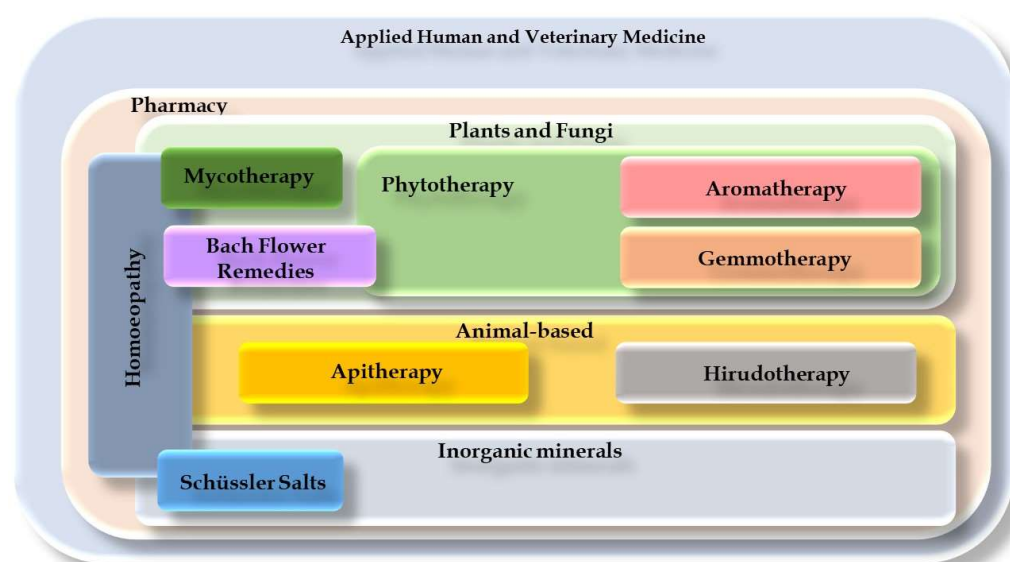 Applied Human and Veterinary Medicine
Pharmacy
Plants and Fungi
Mycotherapy
Phytotherapy
Aromatherapy
Bach Flower
Remedies
Gemmotherapy
Homoeopathy
Animal-based
Apitherapy
Hirudotherapy
Inorganic minerals
Schüssler Salts